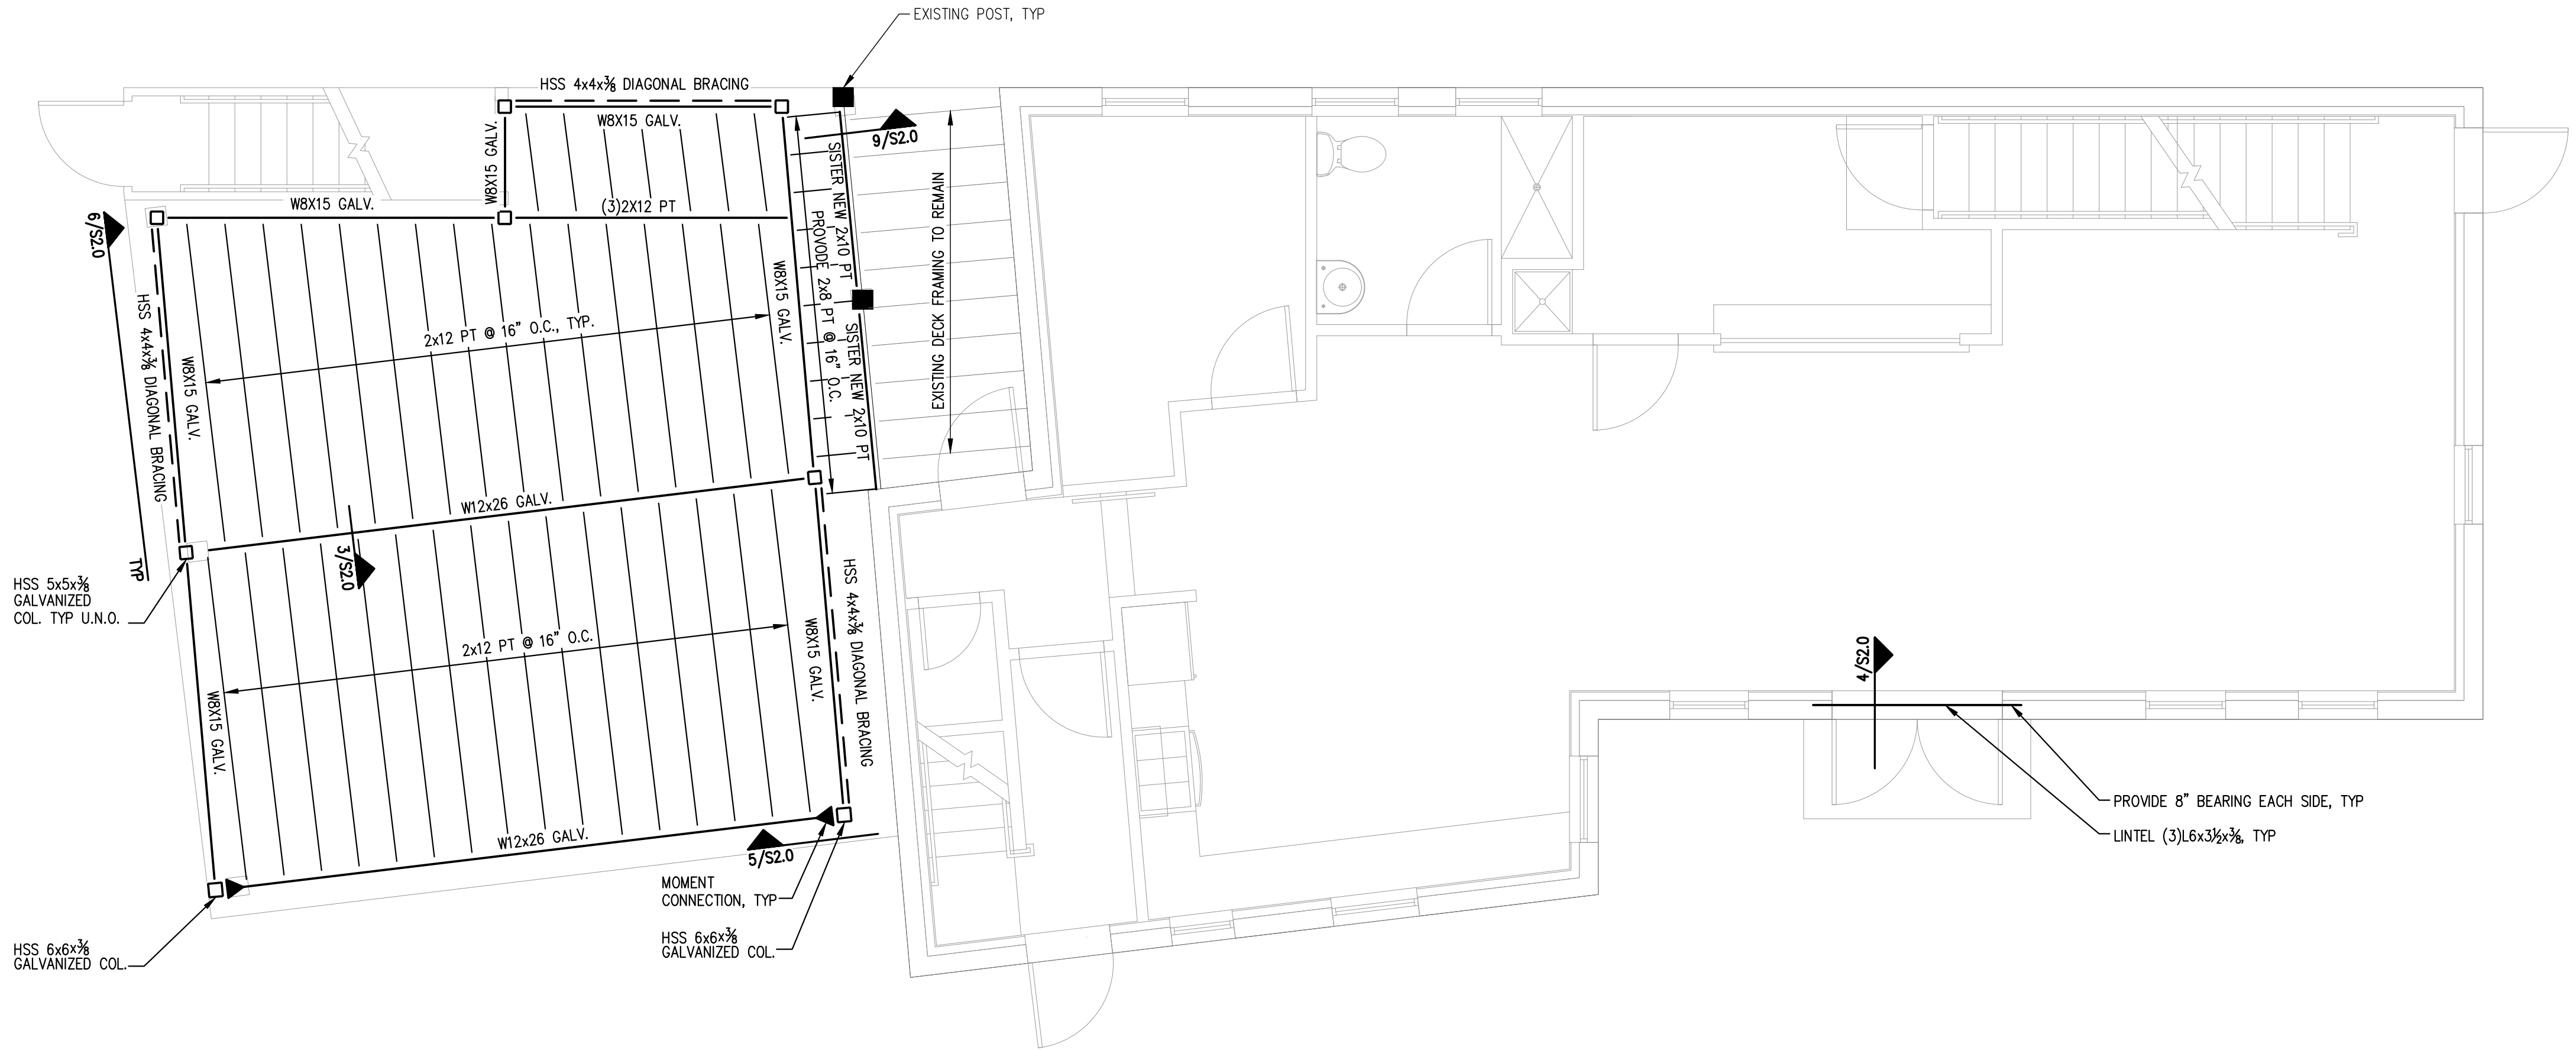 EXISTING POST, TYP
HSS 4x4x3/8 DIAGONAL BRACING
W8X15 GALV.
W8X15 GALV.
9/S2.0
W8X15 GALV.
(3)2X12 PT
6/S2.0
TYP
HSS 4x4x3/8 DIAGONAL BRACING
W8X15 GALV.
2x12 PT @ 16" O.C., TYP.
W8X15 GALV.
PROVODE 2x8 PT @ 16" O.C.
SISTER NEW 2x10 PT
SISTER NEW 2x10 PT
EXISTING DECK FRAMING TO REMAIN
W12x26 GALV.
3/S2.0
HSS 5x5x3/8
GALVANIZED
COL. TYP U.N.O.
2x12 PT @ 16" O.C.
W8X15 GALV.
W8X15 GALV.
HSS 4x4x3/8 DIAGONAL BRACING
W12x26 GALV.
5/S2.0
MOMENT
CONNECTION, TYP
HSS 6x6x3/8
GALVANIZED COL.
HSS 6x6x3/8
GALVANIZED COL.
4/S2.0
PROVIDE 8" BEARING EACH SIDE, TYP
LINTEL (3)L6x3½x3/8, TYP